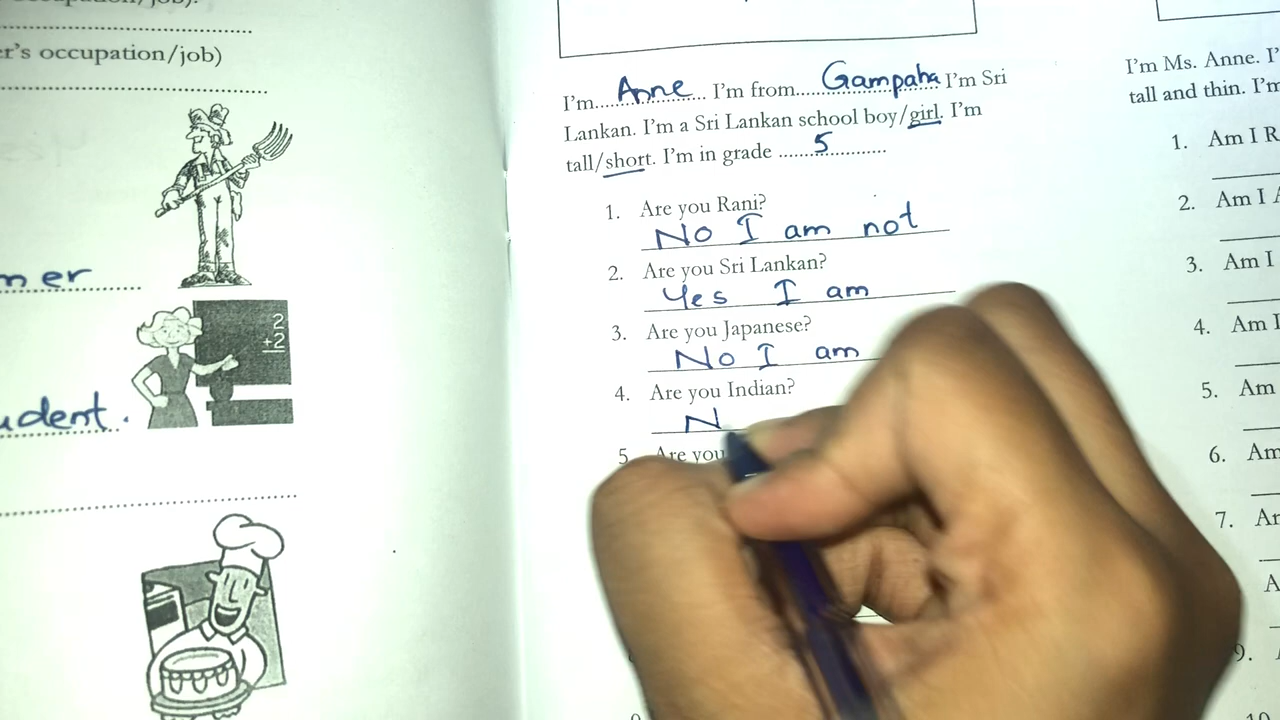 er's occupation/job)
mer
2
+2
udent.
I'm Anne I'm from Gampaha I'm Sri
Lankan. I'm a Sri Lankan school boy/girl. I'm
tall/short. I'm in grade 5
1. Are you Rani?
No I am not
2. Are you Sri Lankan?
Yes I am
3. Are you Japanese?
No I am
4. Are you Indian?
N
5 Are you
I'm Ms. Anne. I'
tall and thin. I'm
1. Am I R
2. Am I A
3. Am I
4. Am I
5. Am
6. Am
7. Ar
A
9.
10